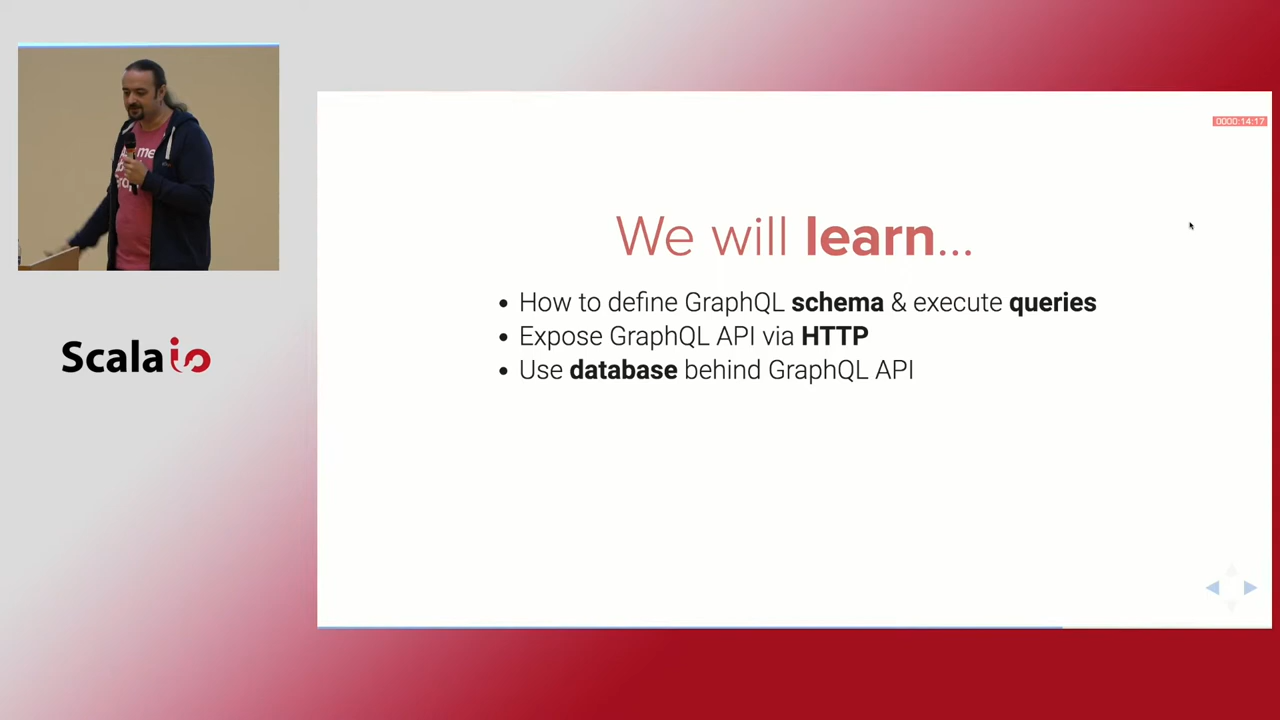 0000:14:17
We will learn...
• How to define GraphQL schema & execute queries
• Expose GraphQL API via HTTP
• Use database behind GraphQL API
Scala io